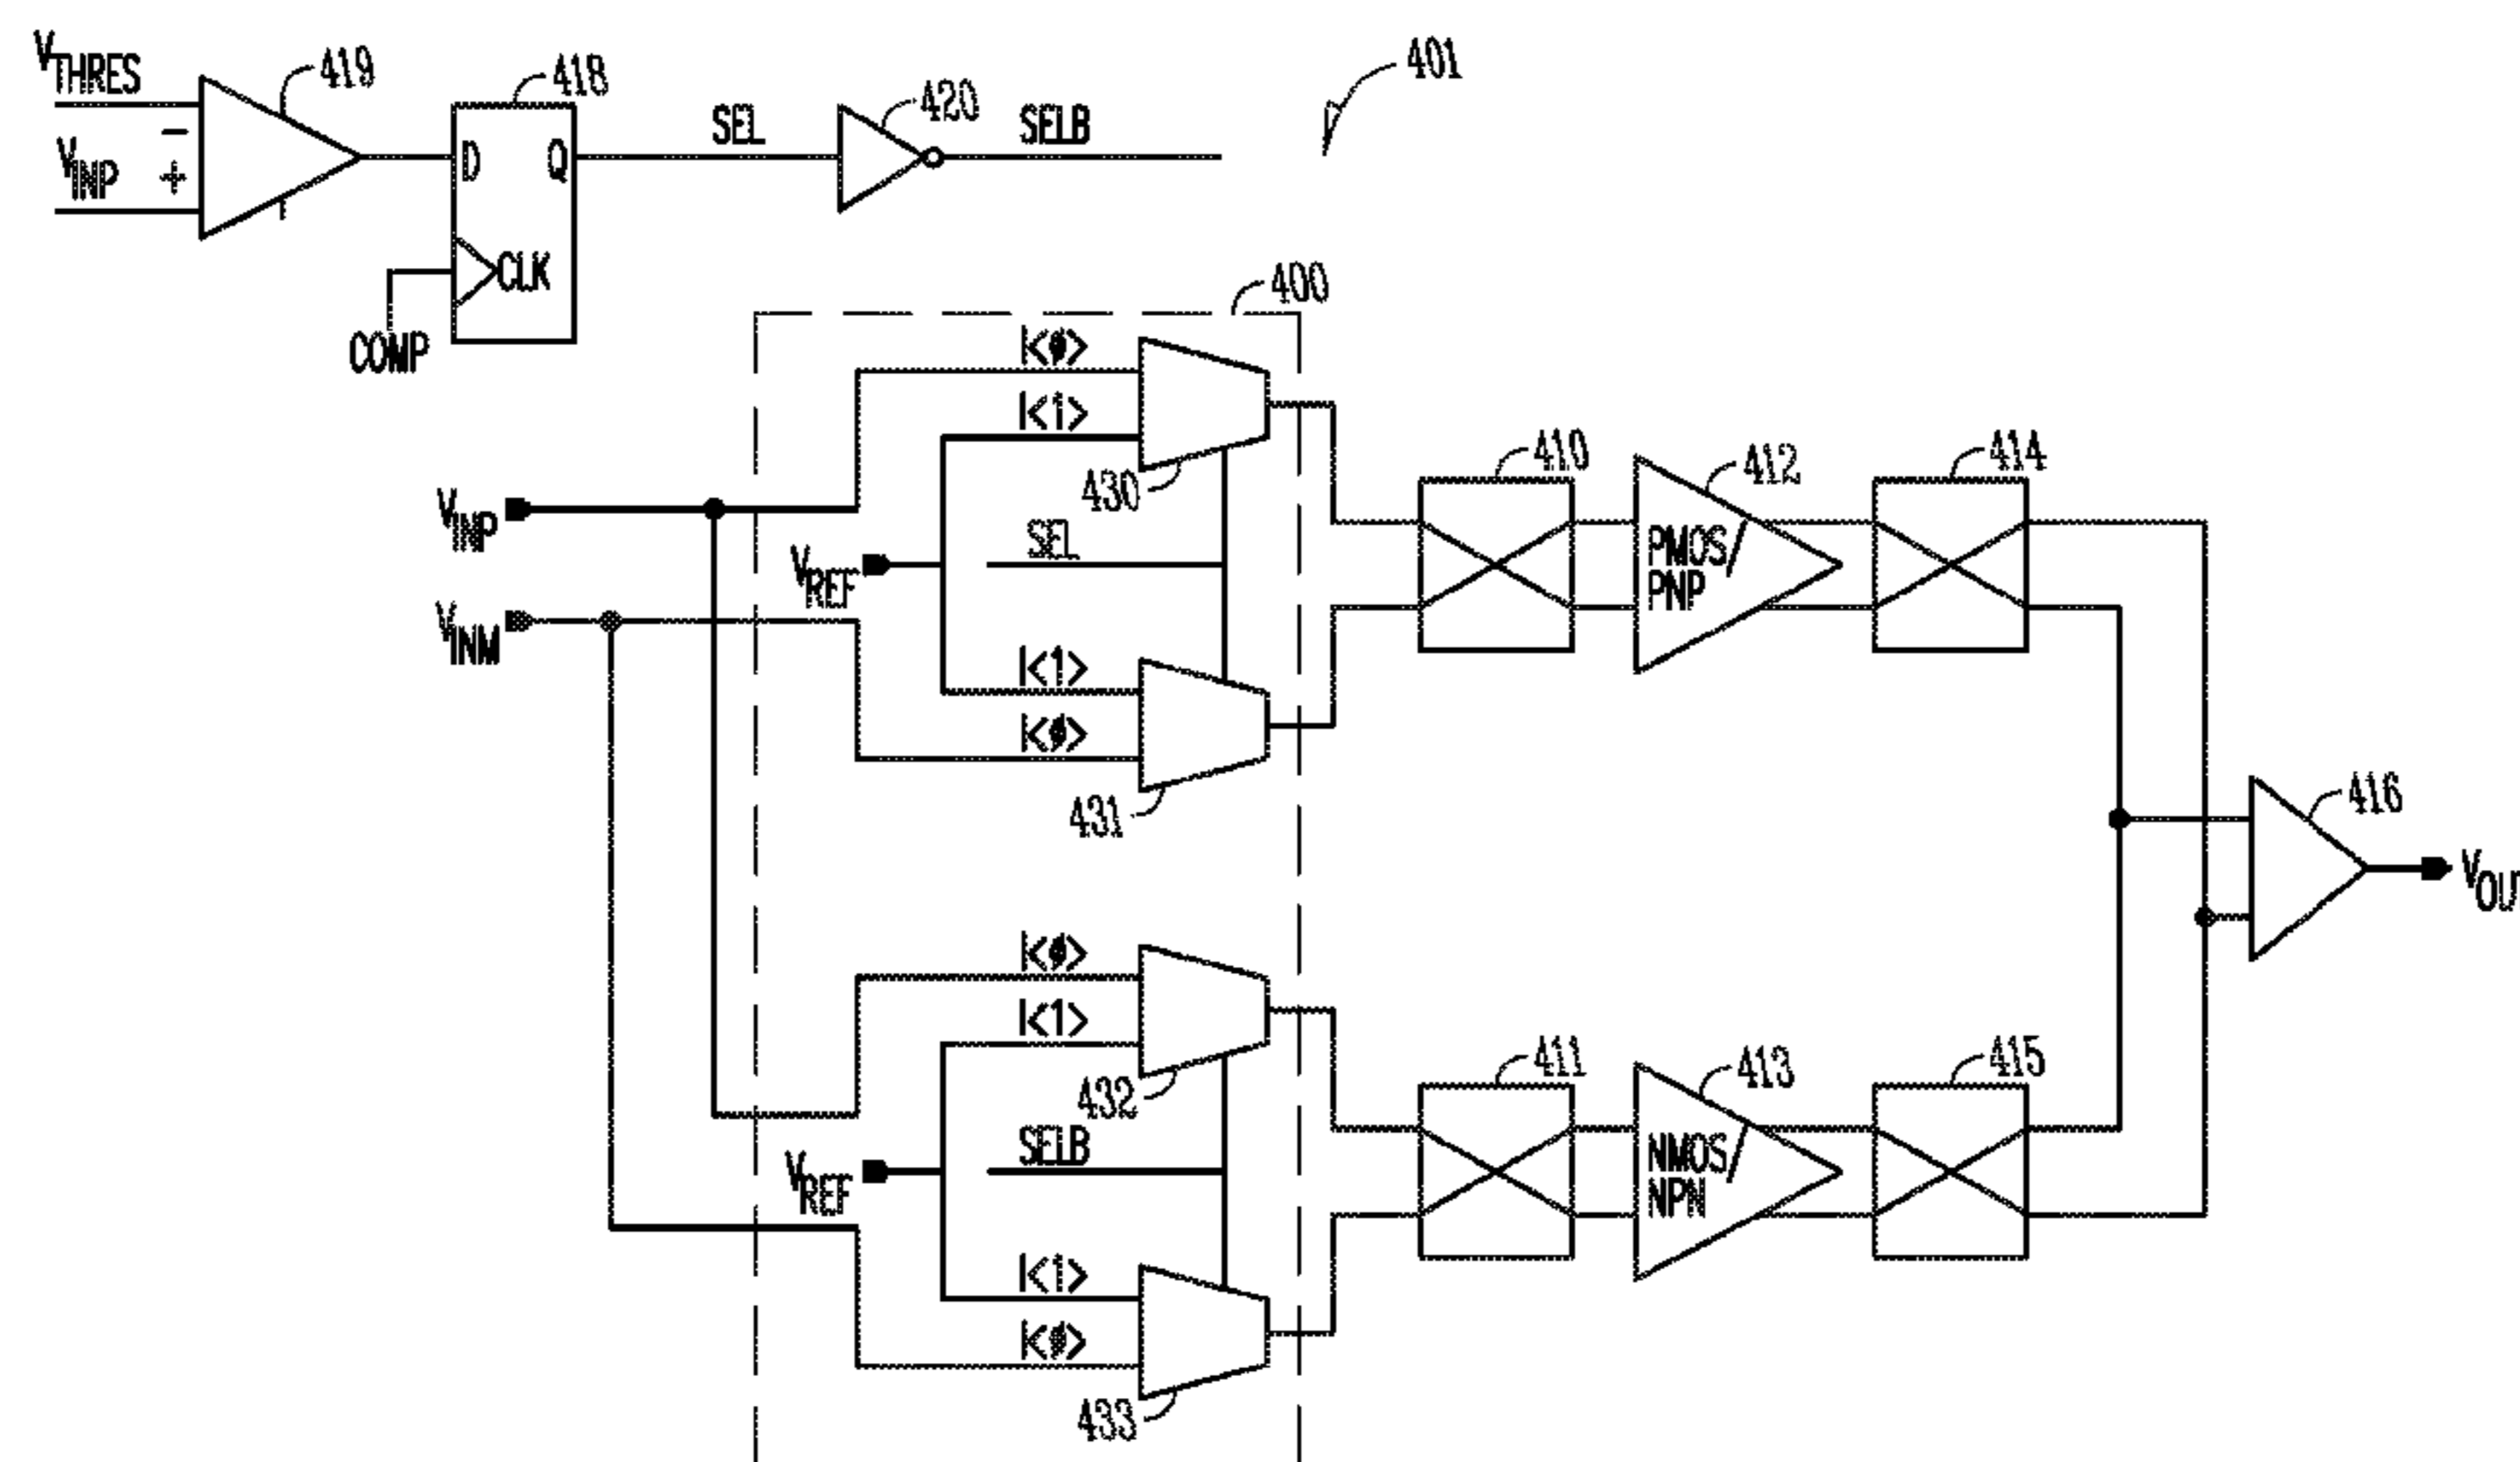 VTHRES
419
418
401
420
SEL
SELB
−
VINP
+
D
Q
CLK
COMP
400
I<0>
I<1>
430
410
412
414
VINP
SEL
VREF
PMOS/
PNP
VINM
I<1>
I<0>
431
416
VOUT
I<0>
I<1>
432
411
413
415
SELB
VREF
NMOS/
NPN
I<1>
I<0>
433